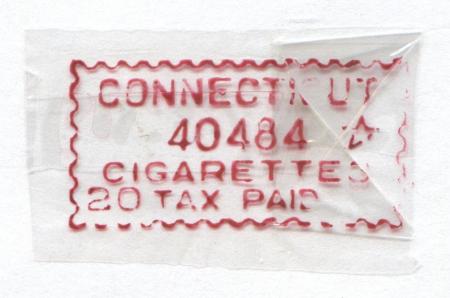 CONNECTICUT
40484 ☆
CIGARETTES
20 TAX PAID